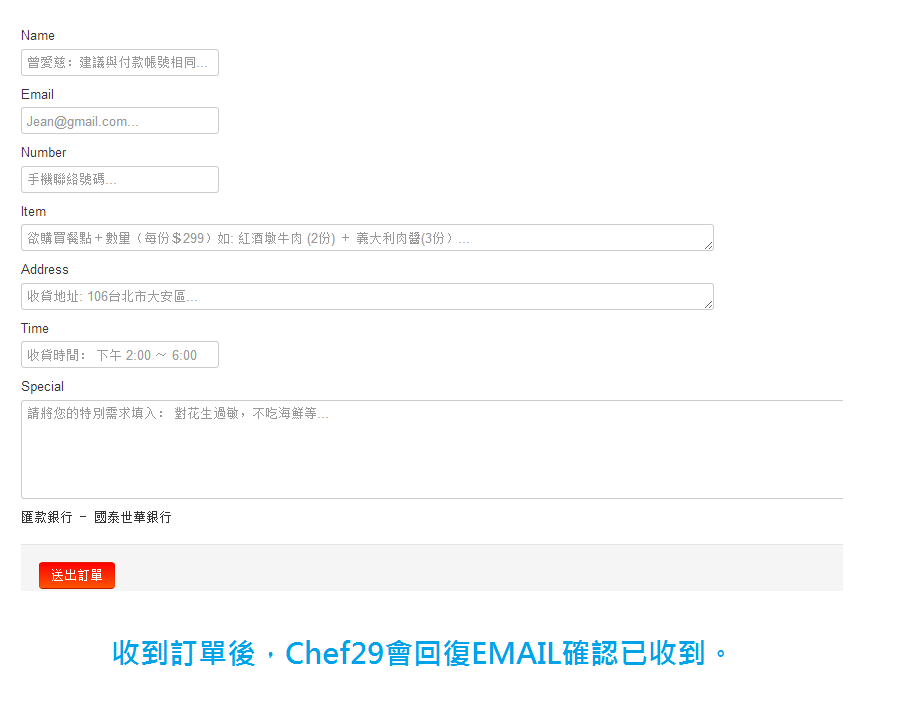 Name
曾愛慈：建議與付款帳號相同...
Email
Jean@gmail.com...
Number
手機聯絡號碼...
Item
欲購買餐點＋數量（每份＄299）如: 紅酒墩牛肉 (2份) ＋ 義大利肉醬(3份）...
Address
收貨地址: 106台北市大安區...
Time
收貨時間： 下午 2:00 ～ 6:00
Special
請將您的特別需求填入： 對花生過敏，不吃海鮮等...
匯款銀行 － 國泰世華銀行
送出訂單
收到訂單後，Chef29會回復EMAIL確認已收到。